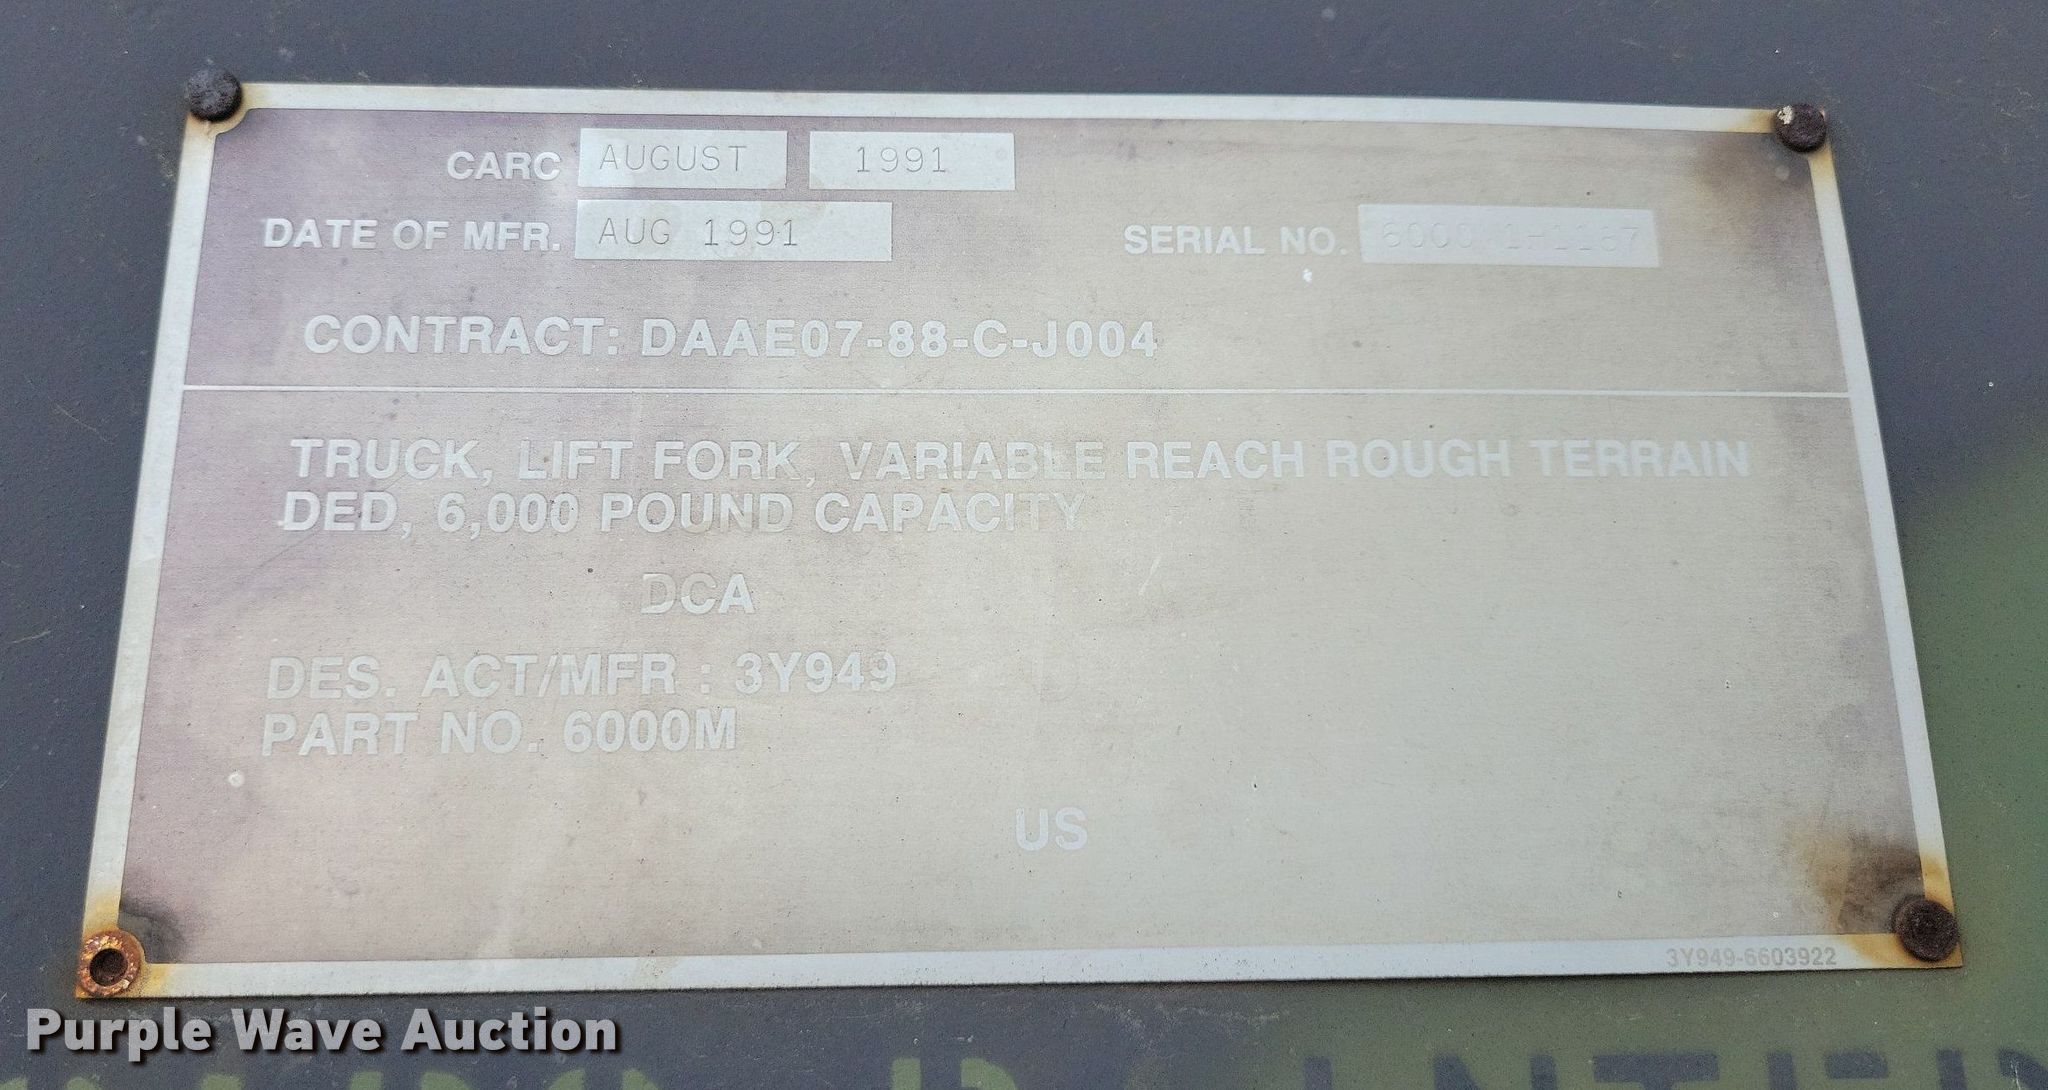 CARC AUGUST 1991
DATE OF MFR. AUG 1991 SERIAL NO.
CONTRACT: DAAE07-88-C-J004
TRUCK, LIFT FORK, VARIABLE REACH ROUGH TERRAIN
DED, 6,000 POUND CAPACITY
DCA
DES. ACT/MFR : 3Y949
PART NO. 6000M
US
3Y949-6603922
Purple Wave Auction